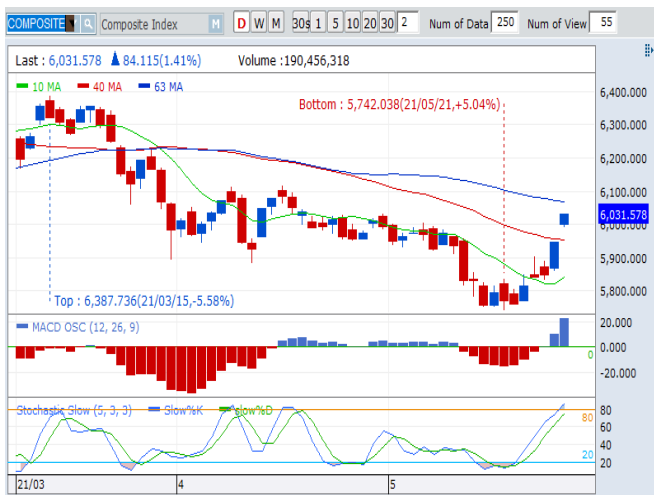 COMPOSITE Composite Index M D W M 30s 1 5 10 20 30 2 Num of Data 250 Num of View 55
Last : 6,031.578 ▲ 84.115(1.41%) Volume :190,456,318
10 MA 40 MA 63 MA
Bottom : 5,742.038(21/05/21,+5.04%)
Top : 6,387.736(21/03/15,-5.58%)
6,400.000
6,300.000
6,200.000
6,100.000
6,031.578
6,000.000
5,900.000
5,800.000
MACD OSC (12, 26, 9)
20.000
0 0.000
-20.000
Stochastic Slow (5, 3, 3) Slow%K slow%D
80
80
60
40
20
20
21/03 4 5